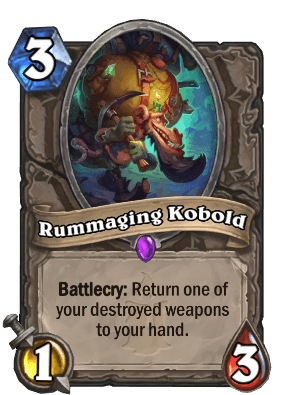 3
Rummaging Kobold
Battlecry: Return one of
your destroyed weapons
to your hand.
1
3